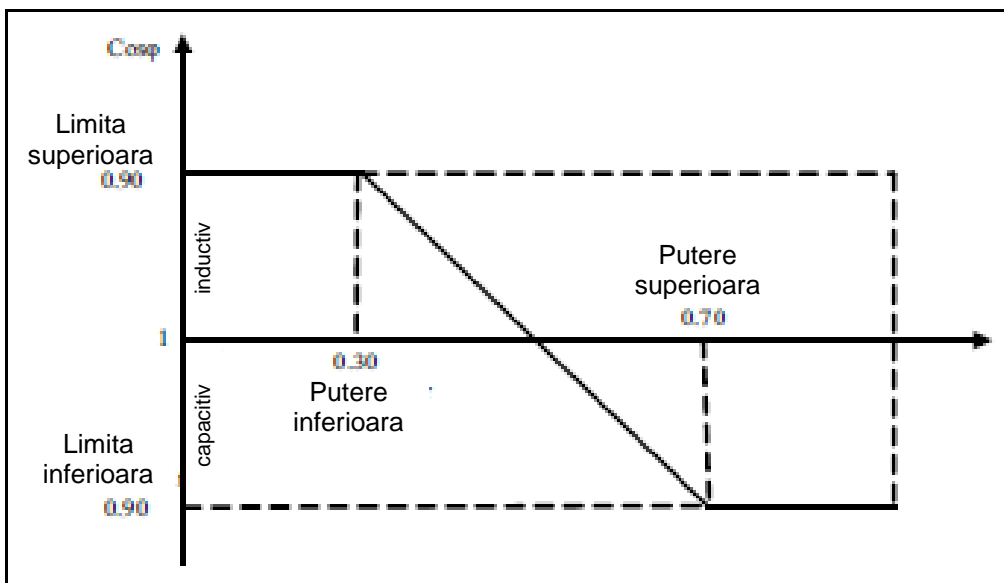 Cosφ
Limita
superioara
0.90
inductiv
Putere
superioara
0.70
1
0.30
Putere
inferioara
capacitiv
Limita
inferioara
0.90